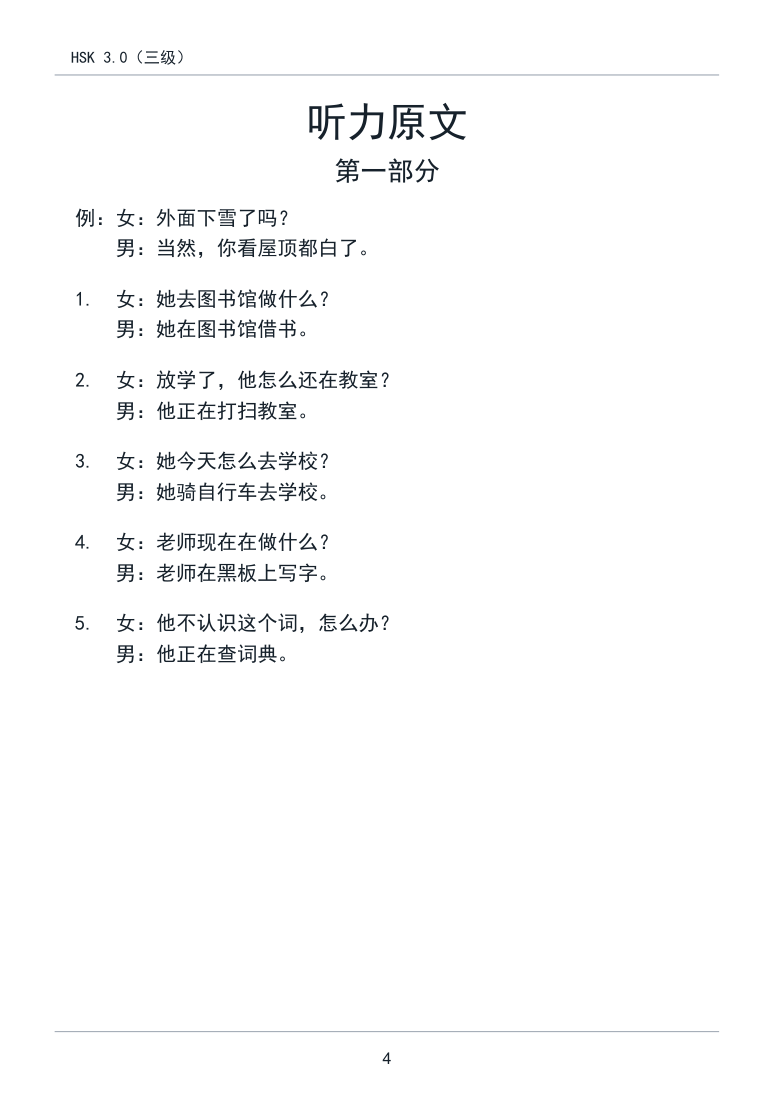 HSK 3.0（三级）
听力原文
第一部分
例：女：外面下雪了吗？
男：当然，你看屋顶都白了。
1. 女：她去图书馆做什么？
男：她在图书馆借书。
2. 女：放学了，他怎么还在教室？
男：他正在打扫教室。
3. 女：她今天怎么去学校？
男：她骑自行车去学校。
4. 女：老师现在在做什么？
男：老师在黑板上写字。
5. 女：他不认识这个词，怎么办？
男：他正在查词典。
4